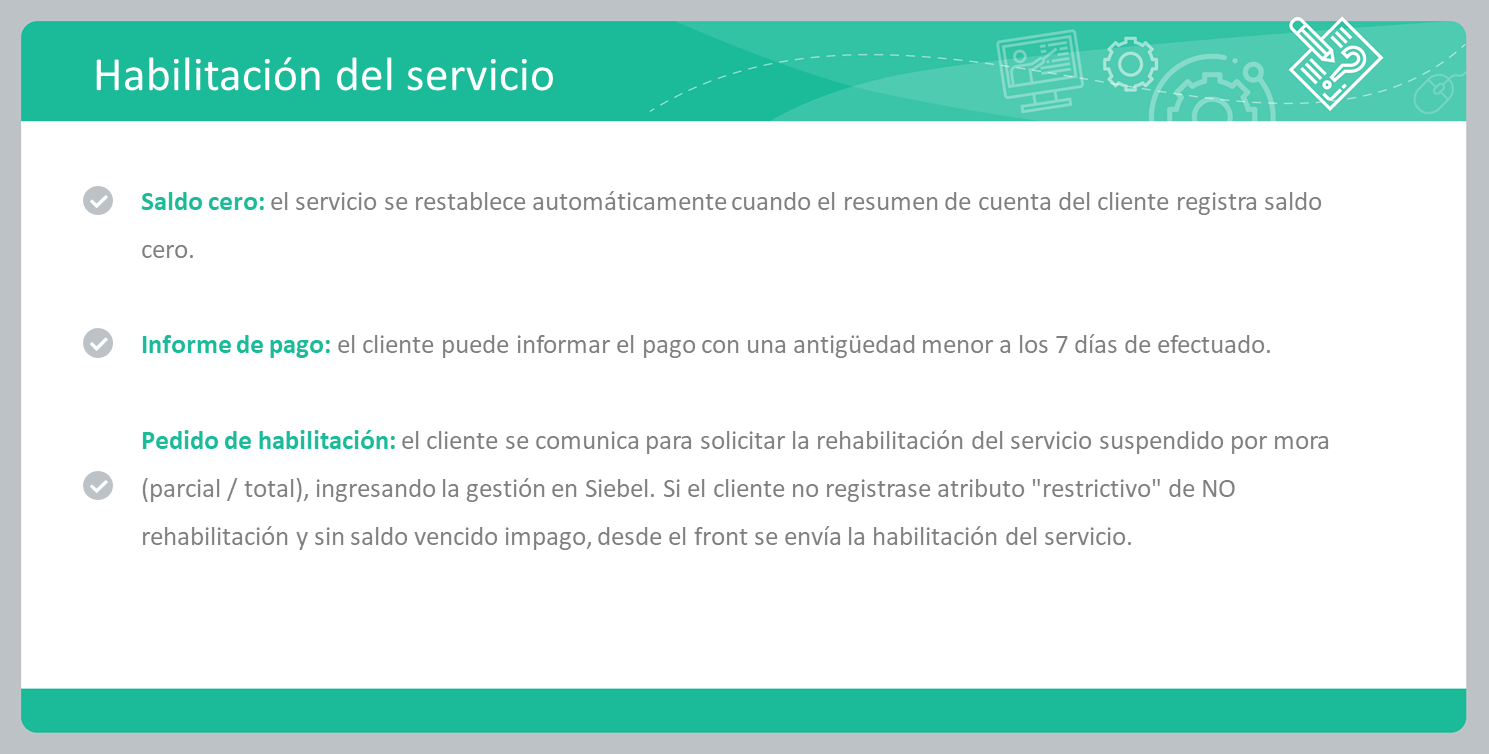 Habilitación del servicio
Saldo cero: el servicio se restablece automáticamente cuando el resumen de cuenta del cliente registra saldo
cero.
Informe de pago: el cliente puede informar el pago con una antigüedad menor a los 7 días de efectuado.
Pedido de habilitación: el cliente se comunica para solicitar la rehabilitación del servicio suspendido por mora
(parcial / total), ingresando la gestión en Siebel. Si el cliente no registrase atributo "restrictivo" de NO
rehabilitación y sin saldo vencido impago, desde el front se envía la habilitación del servicio.